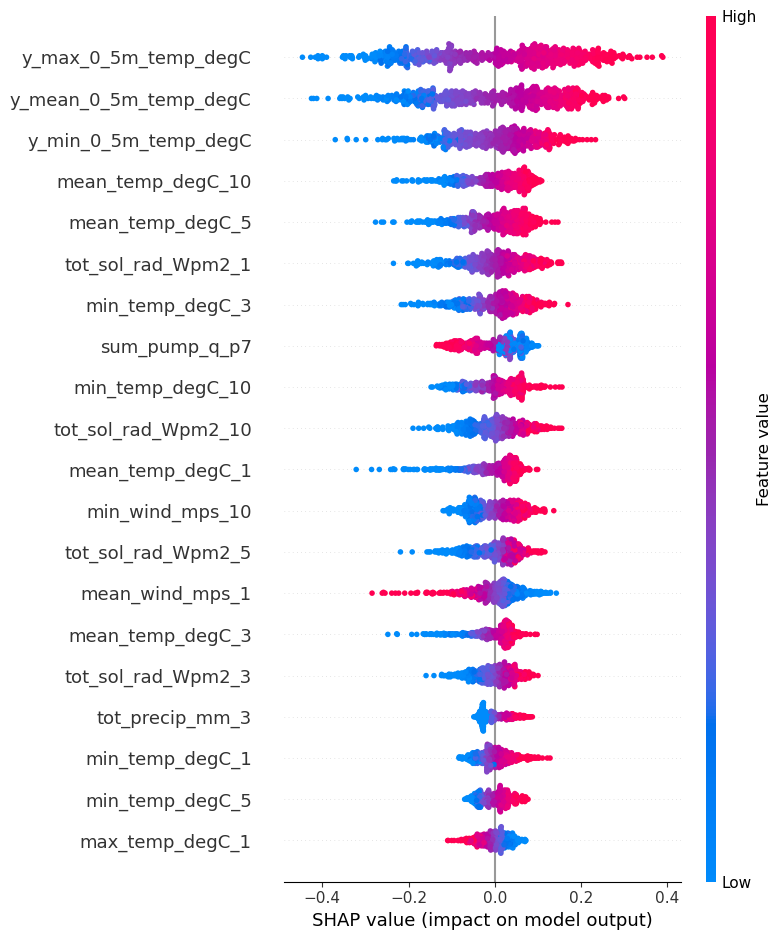 High
y_max_0_5m_temp_degC
y_mean_0_5m_temp_degC
y_min_0_5m_temp_degC
mean_temp_degC_10
mean_temp_degC_5
tot_sol_rad_Wpm2_1
min_temp_degC_3
sum_pump_q_p7
min_temp_degC_10
tot_sol_rad_Wpm2_10
mean_temp_degC_1
min_wind_mps_10
tot_sol_rad_Wpm2_5
mean_wind_mps_1
mean_temp_degC_3
tot_sol_rad_Wpm2_3
tot_precip_mm_3
min_temp_degC_1
min_temp_degC_5
max_temp_degC_1
Feature value
Low
−0.4 −0.2 0.0 0.2 0.4
SHAP value (impact on model output)